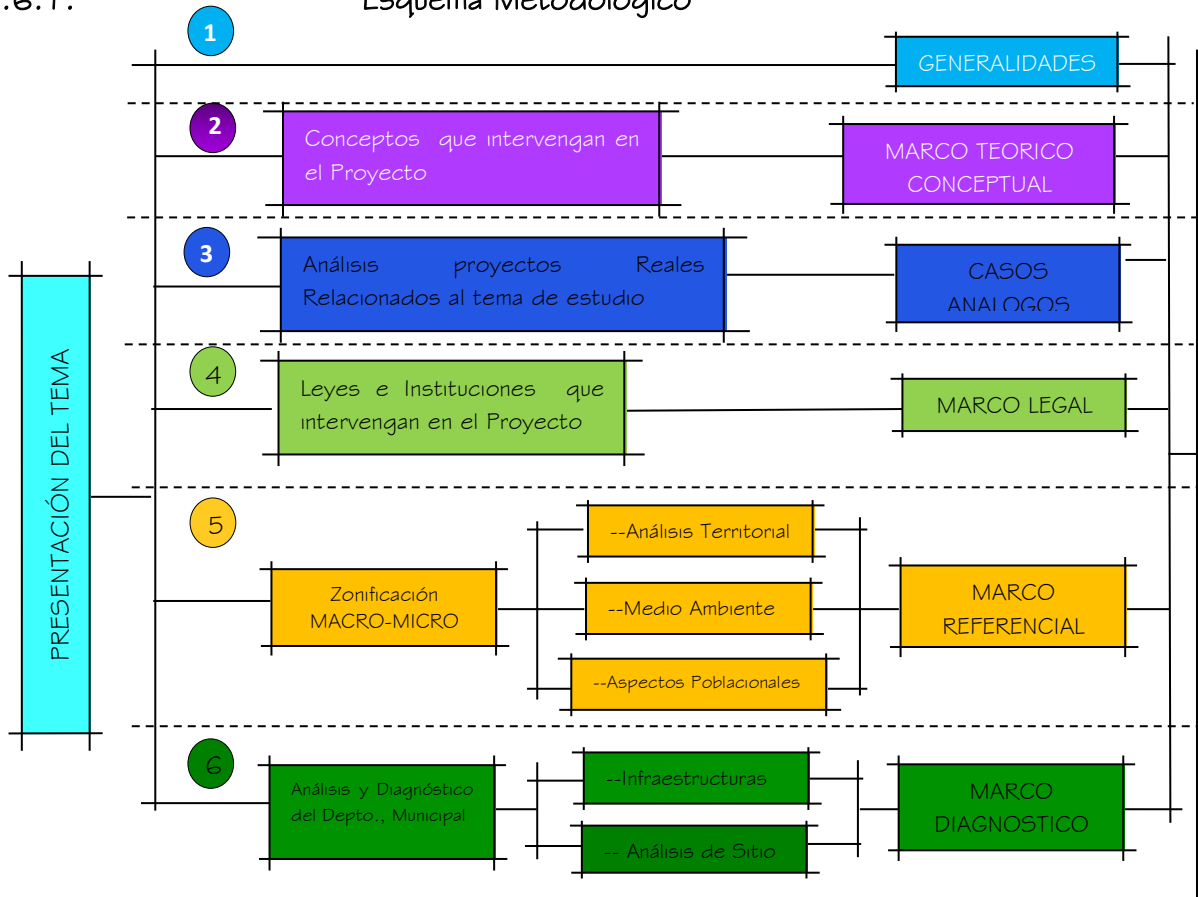 .6.1. Esquema Metodológico
1
GENERALIDADES
2
Conceptos que intervengan en
el Proyecto
MARCO TEORICO
CONCEPTUAL
3
Análisis proyectos Reales
Relacionados al tema de estudio
CASOS
ANALOGOS
4
Leyes e Instituciones que
intervengan en el Proyecto
MARCO LEGAL
PRESENTACIÓN DEL TEMA
5
Zonificación
MACRO-MICRO
--Análisis Territorial
--Medio Ambiente
--Aspectos Poblacionales
MARCO
REFERENCIAL
6
Análisis y Diagnóstico
del Depto., Municipal
--Infraestructuras
-- Análisis de Sitio
MARCO
DIAGNOSTICO